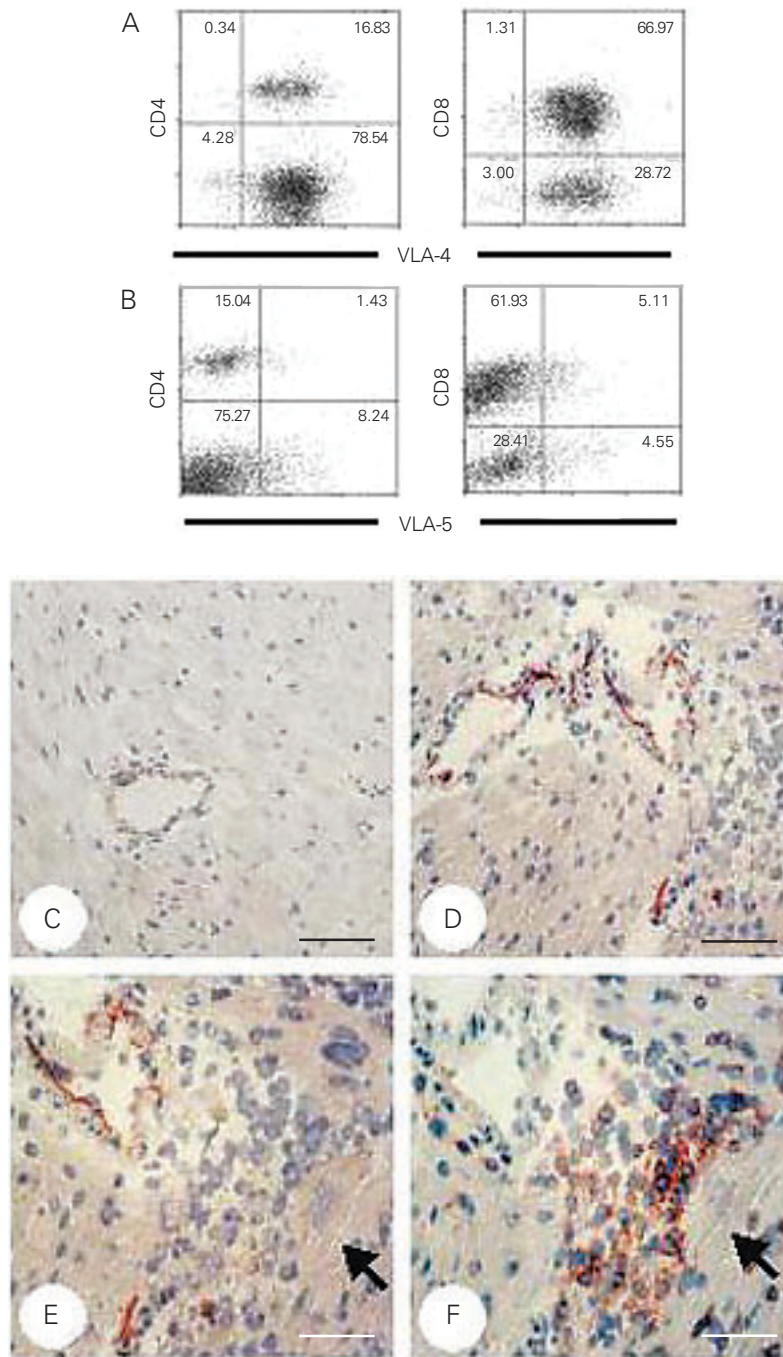 A
0.34 16.83
CD4
4.28 78.54
1.31 66.97
CD8
3.00 28.72
VLA-4
B
15.04 1.43
CD4
75.27 8.24
61.93 5.11
CD8
28.41 4.55
VLA-5
C
D
E
F